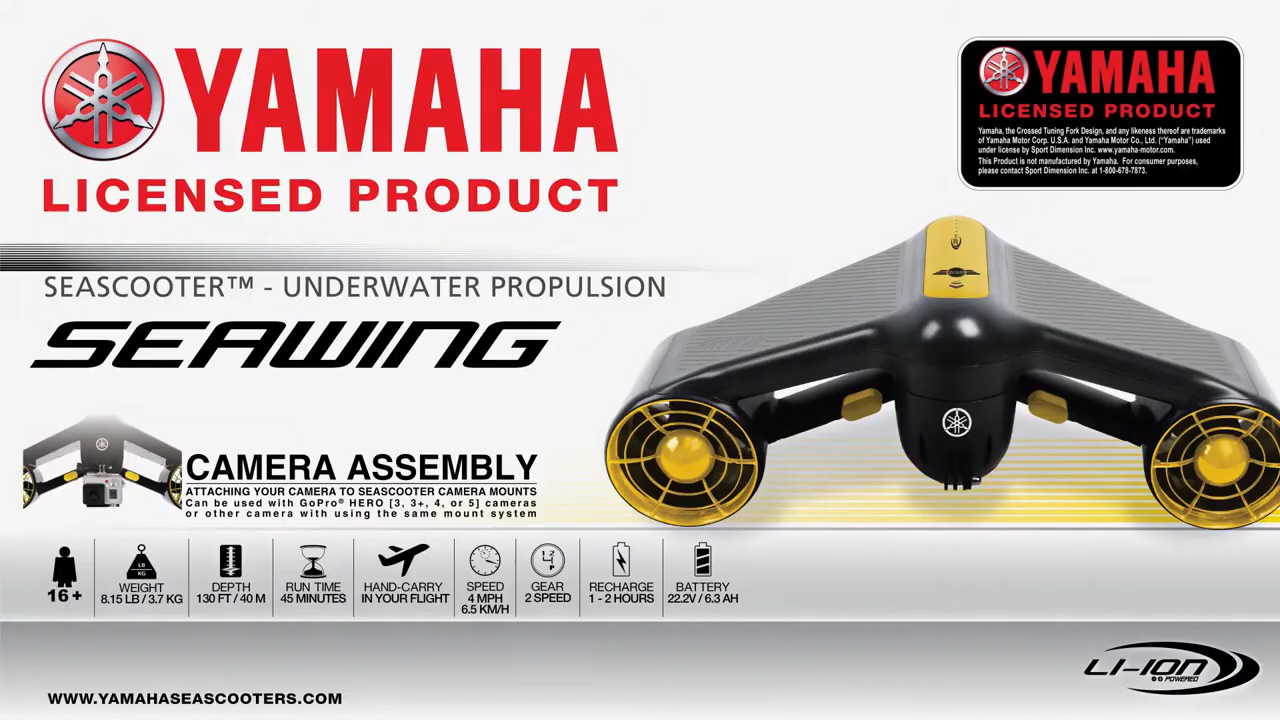 YAMAHA
LICENSED PRODUCT
YAMAHA
LICENSED PRODUCT
Yamaha, the Crossed Tuning Fork Design, and any likeness thereof are trademarks
of Yamaha Motor Corp. U.S.A. and Yamaha Motor Co., Ltd. ("Yamaha") used
under license by Sport Dimension Inc. www.yamaha-motor.com.
This Product is not manufactured by Yamaha. For consumer purposes,
please contact Sport Dimension Inc. at 1-800-678-7873.
SEASCOOTER™ - UNDERWATER PROPULSION
SEAWING
CAMERA ASSEMBLY
ATTACHING YOUR CAMERA TO SEASCOOTER CAMERA MOUNTS
Can be used with GoPro® HERO [3, 3+, 4, or 5] cameras
or other camera with using the same mount system
16+
LB
KG
WEIGHT
8.15 LB / 3.7 KG
DEPTH
130 FT / 40 M
RUN TIME
45 MINUTES
HAND-CARRY
IN YOUR FLIGHT
SPEED
4 MPH
6.5 KM/H
1 2
P
GEAR
2 SPEED
RECHARGE
1 - 2 HOURS
BATTERY
22.2V / 6.3 AH
LI-ION
POWERED
WWW.YAMAHASEASCOOTERS.COM